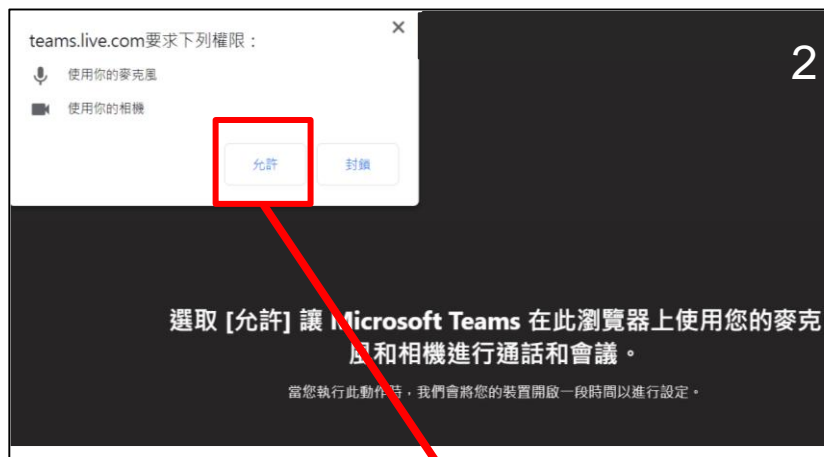 teams.live.com要求下列權限：
使用你的麥克風
使用你的相機
允許
封鎖
2
選取 [允許] 讓 Microsoft Teams 在此瀏覽器上使用您的麥克
風和相機進行通話和會議。
當您執行此動作時，我們會將您的裝置開啟一段時間以進行設定。